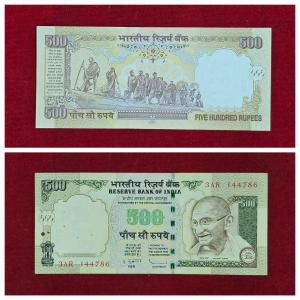 500 भारतीय रिज़र्व बैंक 500
500 पाँच सौ रुपये FIVE HUNDRED RUPEES
500 भारतीय रिज़र्व बैंक
RESERVE BANK OF INDIA 3AR 144786
500 500
पाँच सौ रुपये
3AR 144786